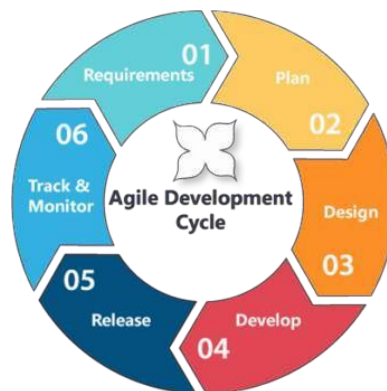 01
Requirements
Plan
02
Design
03
Develop
04
05
Release
06
Track &
Monitor
Agile Development
Cycle